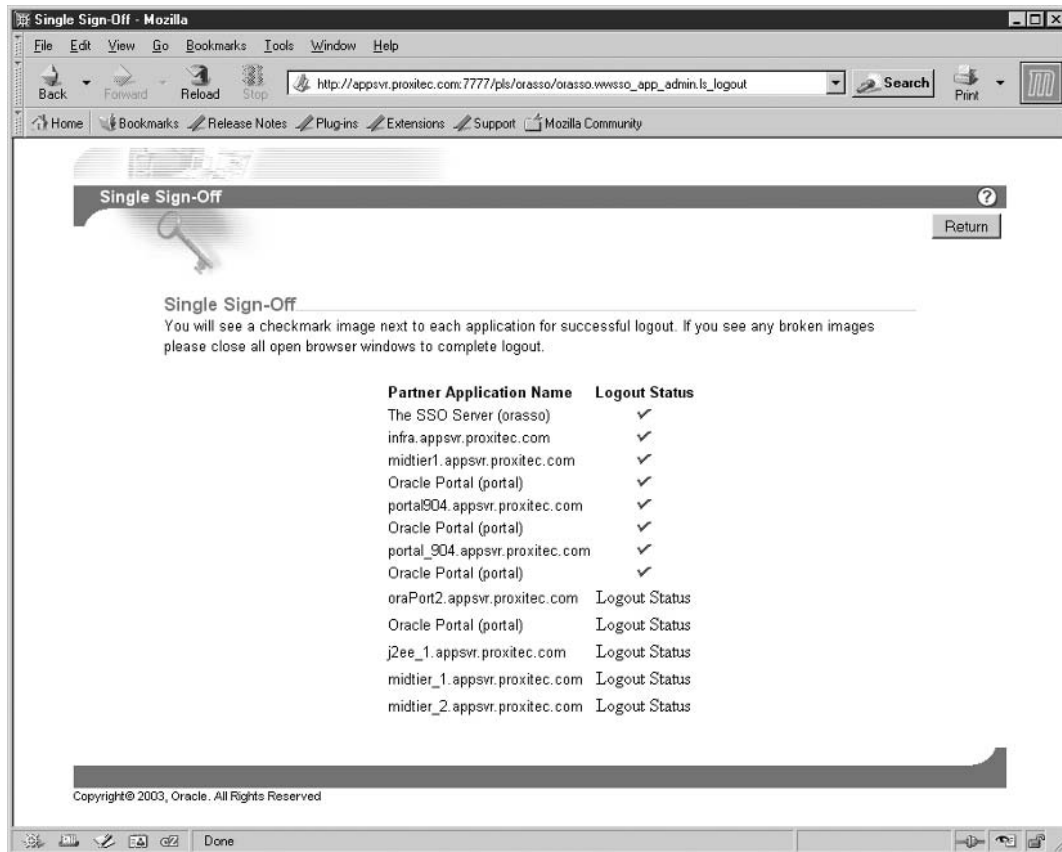 Single Sign-Off - Mozilla
File Edit View Go Bookmarks Tools Window Help
Back Forward Reload Stop http://appsvr.proxitec.com:7777/pls/orasso/orasso.wwsso_app_admin.ls_logout Search Print
Home Bookmarks Release Notes Plug-ins Extensions Support Mozilla Community
Single Sign-Off ?
Return
Single Sign-Off
You will see a checkmark image next to each application for successful logout. If you see any broken images
please close all open browser windows to complete logout.
Partner Application Name Logout Status
The SSO Server (orasso)
infra.appsvr.proxitec.com
midtier1.appsvr.proxitec.com
Oracle Portal (portal)
portal904.appsvr.proxitec.com
Oracle Portal (portal)
portal_904.appsvr.proxitec.com
Oracle Portal (portal)
oraPort2.appsvr.proxitec.com Logout Status
Oracle Portal (portal) Logout Status
j2ee_1.appsvr.proxitec.com Logout Status
midtier_1.appsvr.proxitec.com Logout Status
midtier_2.appsvr.proxitec.com Logout Status
Copyright© 2003, Oracle. All Rights Reserved
Done